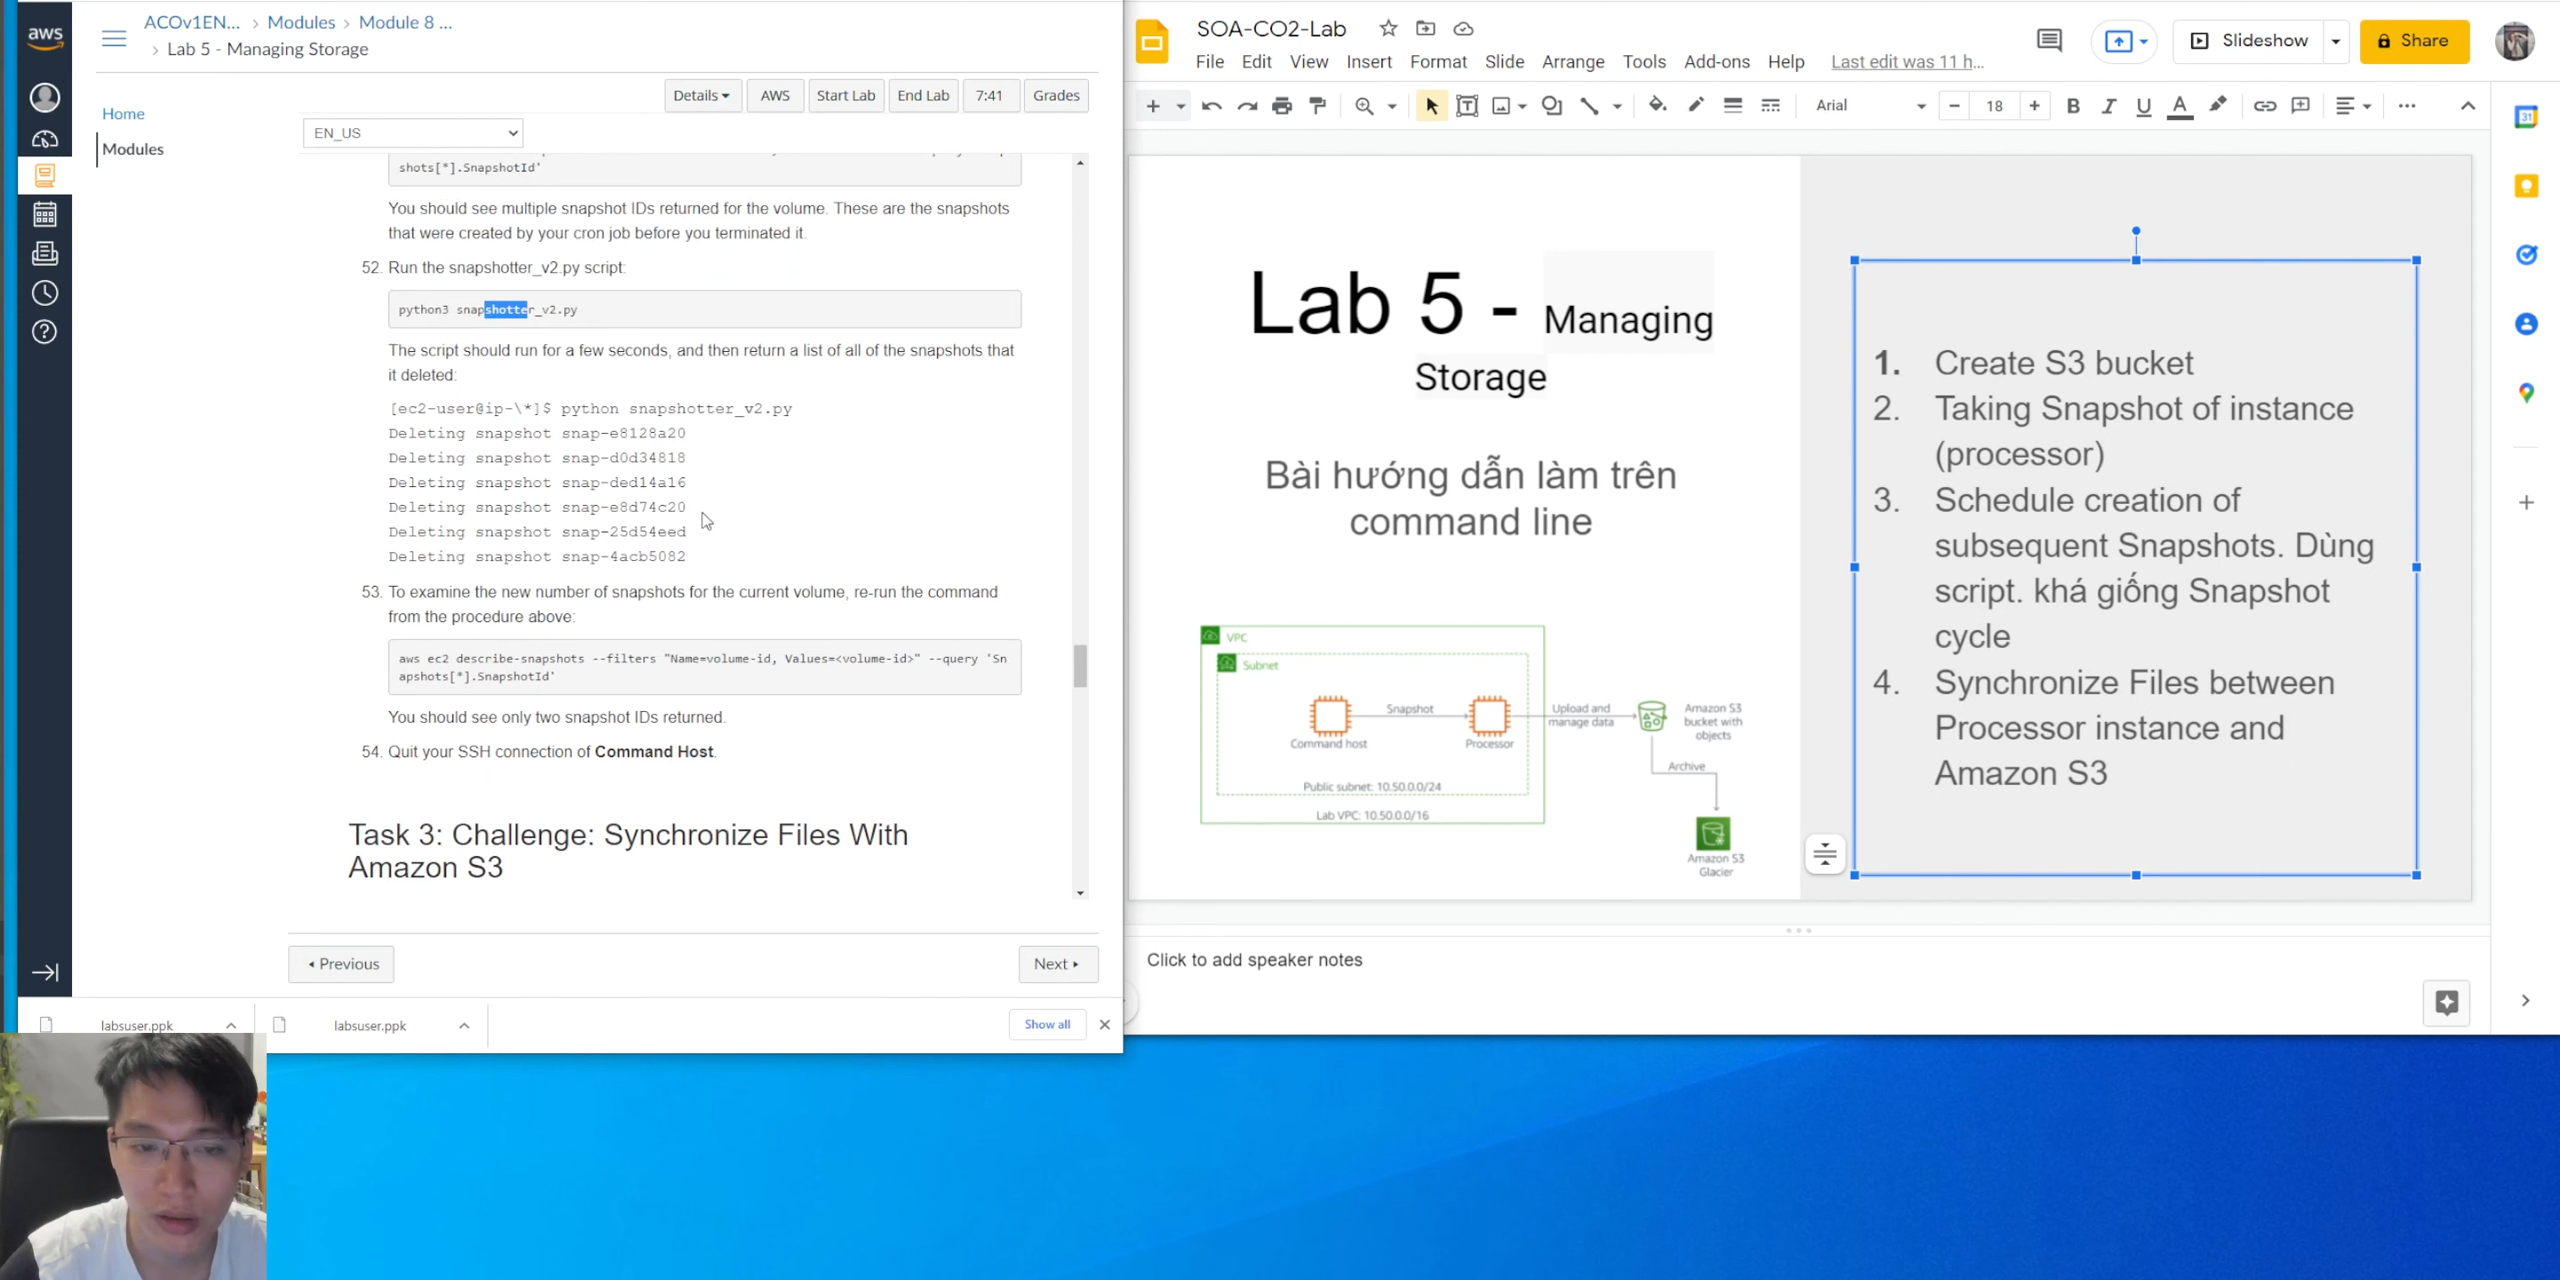 aws
ACOv1EN... > Modules > Module 8 ...
> Lab 5 - Managing Storage
Home
Modules
Details
AWS
Start Lab
End Lab
7:41
Grades
EN_US
shots[*].SnapshotId'
You should see multiple snapshot IDs returned for the volume. These are the snapshots
that were created by your cron job before you terminated it.
52. Run the snapshotter_v2.py script:
python3 snapshotter_v2.py
The script should run for a few seconds, and then return a list of all of the snapshots that
it deleted:
[ec2-user@ip-\*]$ python snapshotter_v2.py
Deleting snapshot snap-e8128a20
Deleting snapshot snap-d0d34818
Deleting snapshot snap-ded14a16
Deleting snapshot snap-e8d74c20
Deleting snapshot snap-25d54eed
Deleting snapshot snap-4acb5082
53. To examine the new number of snapshots for the current volume, re-run the command
from the procedure above:
aws ec2 describe-snapshots --filters "Name=volume-id, Values=<volume-id>" --query 'Sn
apshots[*].SnapshotId'
You should see only two snapshot IDs returned.
54. Quit your SSH connection of Command Host.
Task 3: Challenge: Synchronize Files With
Amazon S3
Previous
Next
labsuser.ppk
labsuser.ppk
Show all
SOA-CO2-Lab
File Edit View Insert Format Slide Arrange Tools Add-ons Help Last edit was 11 h...
Slideshow
Share
Arial
18
B I U A
31
Lab 5 - Managing
Storage
Bài hướng dẫn làm trên
command line
VPC
Subnet
Snapshot
Command host
Processor
Upload and
manage data
Amazon S3
bucket with
objects
Archive
Public subnet: 10.50.0.0/24
Lab VPC: 10.50.0.0/16
Amazon S3
Glacier
1. Create S3 bucket
2. Taking Snapshot of instance
(processor)
3. Schedule creation of
subsequent Snapshots. Dùng
script. khá giống Snapshot
cycle
4. Synchronize Files between
Processor instance and
Amazon S3
Click to add speaker notes